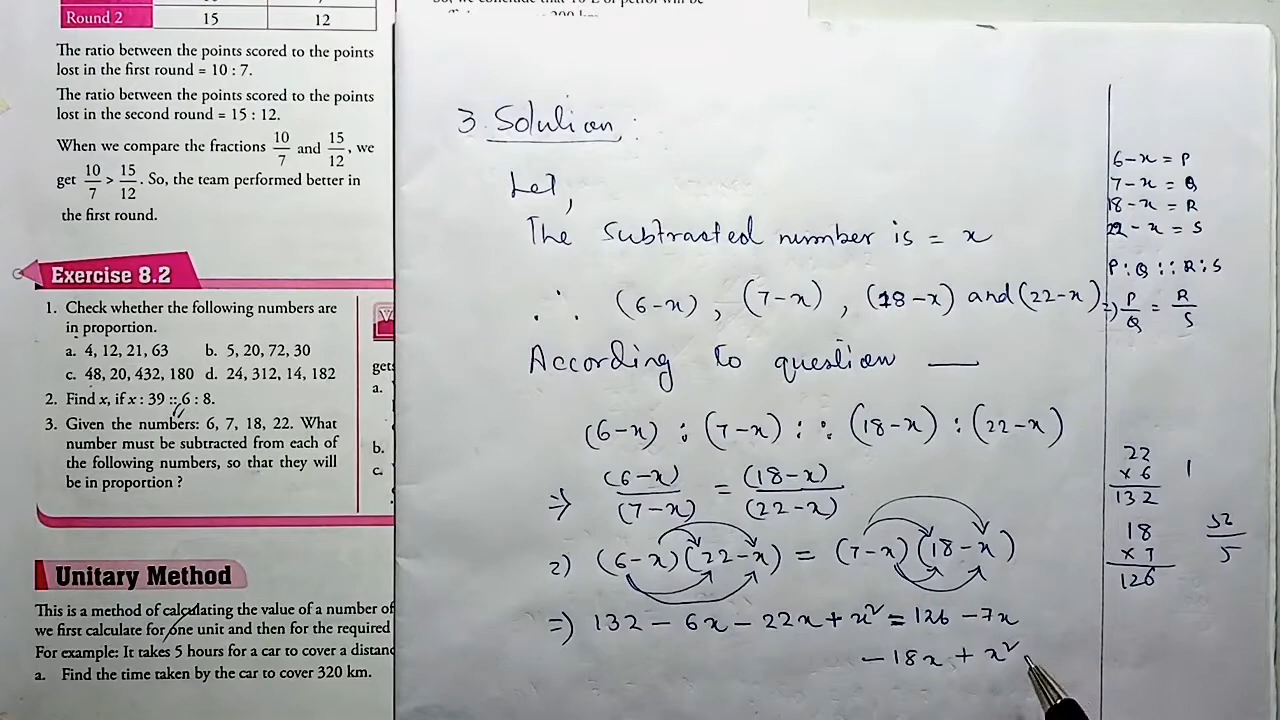 Round 2 15 12
The ratio between the points scored to the points
lost in the first round = 10 : 7.
The ratio between the points scored to the points
lost in the second round = 15 : 12.
When we compare the fractions 10/7 and 15/12, we
get 10/7 > 15/12. So, the team performed better in
the first round.
Exercise 8.2
1. Check whether the following numbers are
in proportion.
a. 4, 12, 21, 63 b. 5, 20, 72, 30
c. 48, 20, 432, 180 d. 24, 312, 14, 182
2. Find x, if x : 39 :: 6 : 8.
3. Given the numbers: 6, 7, 18, 22. What
number must be subtracted from each of
the following numbers, so that they will
be in proportion ?
Unitary Method
This is a method of calculating the value of a number of
we first calculate for one unit and then for the required
For example: It takes 5 hours for a car to cover a distanc
a. Find the time taken by the car to cover 320 km.
get
a.
b.
c.
3. Solution :
Let,
The subtracted number is = x
∴ (6-x), (7-x), (18-x) and (22-x)
According to question —
(6-x) : (7-x) :: (18-x) : (22-x)
⇒ (6-x)/(7-x) = (18-x)/(22-x)
⇒) (6-x)(22-x) = (7-x)(18-x)
⇒) 132 - 6x - 22x + x² = 126 - 7x
- 18x + x²
6-x = P
7-x = Q
18-x = R
22-x = S
P : Q :: R : S
⇒) P/Q = R/S
22
x 6
132
1
18
x 7
126
52
5